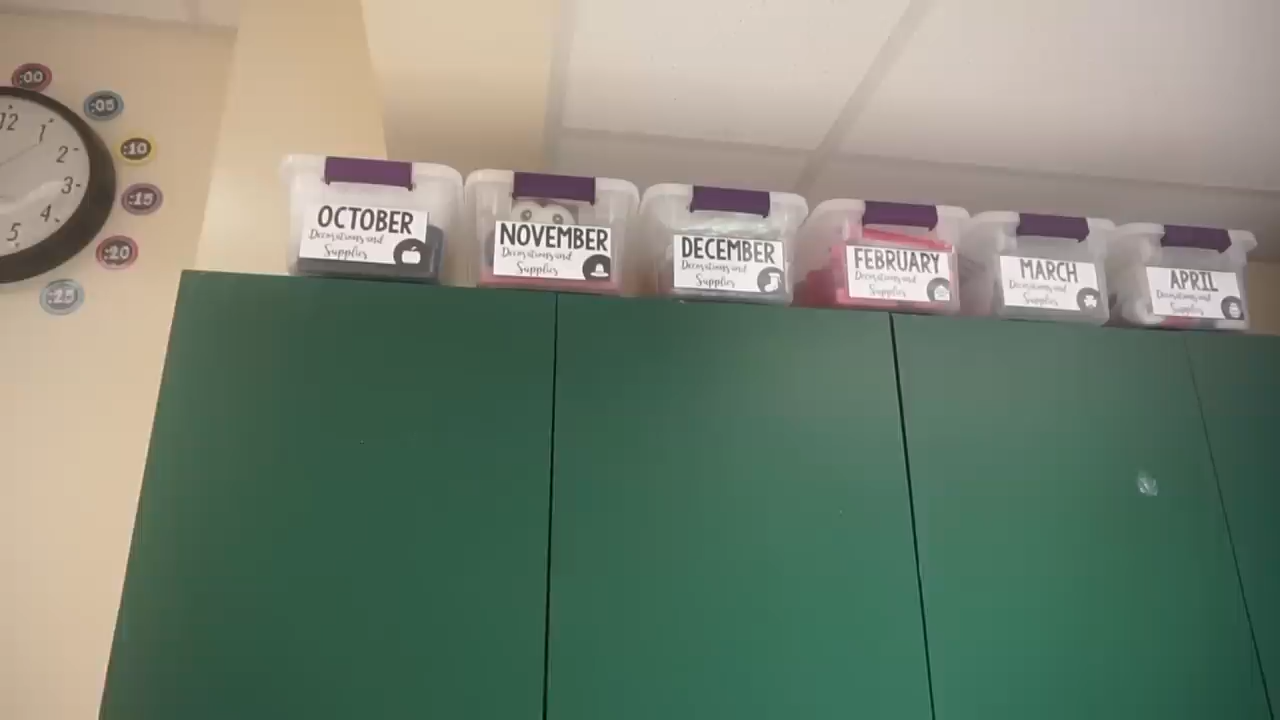 :00
:05
:10
:15
:20
:25
12
1
2
3
4
5
OCTOBER
Decorations and
Supplies
NOVEMBER
Decorations and
Supplies
DECEMBER
Decorations and
Supplies
FEBRUARY
Decorations and
Supplies
MARCH
Decorations and
Supplies
APRIL
Decorations and
Supplies